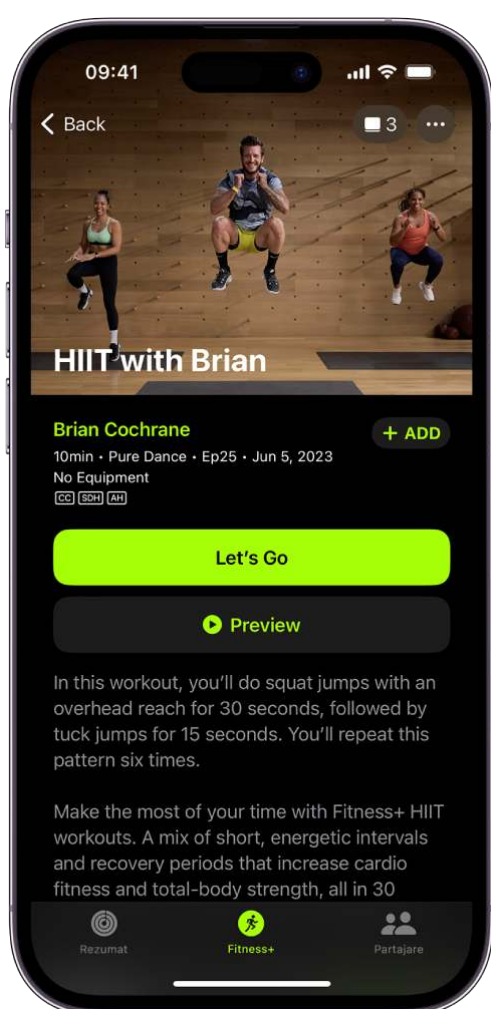 09:41
Back
3
HIIT with Brian
Brian Cochrane
+ ADD
10min • Pure Dance • Ep25 • Jun 5, 2023
No Equipment
CC SDH AH
Let's Go
Preview
In this workout, you'll do squat jumps with an
overhead reach for 30 seconds, followed by
tuck jumps for 15 seconds. You'll repeat this
pattern six times.
Make the most of your time with Fitness+ HIIT
workouts. A mix of short, energetic intervals
and recovery periods that increase cardio
fitness and total-body strength, all in 30
Rezumat
Fitness+
Partajare